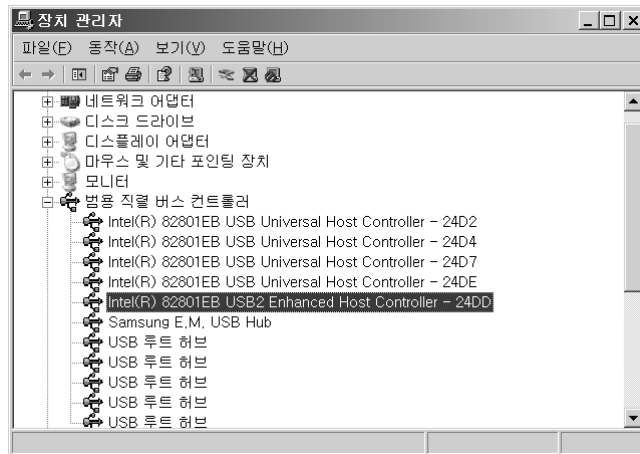 장치 관리자
파일(F) 동작(A) 보기(V) 도움말(H)
네트워크 어댑터
디스크 드라이브
디스플레이 어댑터
마우스 및 기타 포인팅 장치
모니터
범용 직렬 버스 컨트롤러
Intel(R) 82801EB USB Universal Host Controller - 24D2
Intel(R) 82801EB USB Universal Host Controller - 24D4
Intel(R) 82801EB USB Universal Host Controller - 24D7
Intel(R) 82801EB USB Universal Host Controller - 24DE
Intel(R) 82801EB USB2 Enhanced Host Controller - 24DD
Samsung E.M. USB Hub
USB 루트 허브
USB 루트 허브
USB 루트 허브
USB 루트 허브
USB 루트 허브